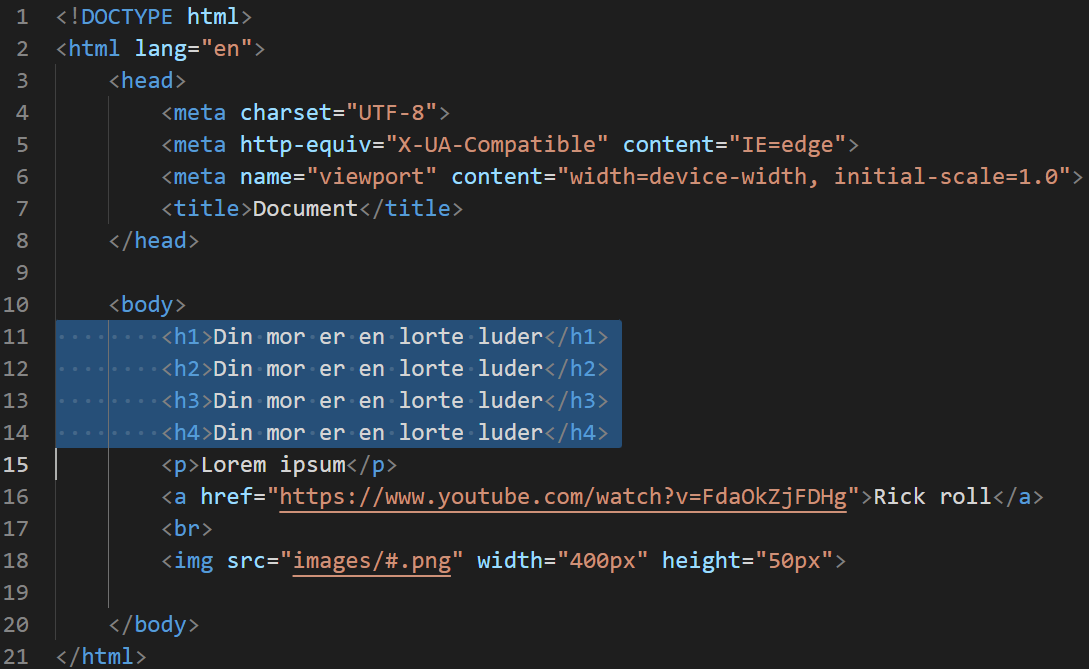 1 <!DOCTYPE html>
2 <html lang="en">
3 <head>
4 <meta charset="UTF-8">
5 <meta http-equiv="X-UA-Compatible" content="IE=edge">
6 <meta name="viewport" content="width=device-width, initial-scale=1.0">
7 <title>Document</title>
8 </head>
9
10 <body>
11 <h1>Din mor er en lorte luder</h1>
12 <h2>Din mor er en lorte luder</h2>
13 <h3>Din mor er en lorte luder</h3>
14 <h4>Din mor er en lorte luder</h4>
15 <p>Lorem ipsum</p>
16 <a href="https://www.youtube.com/watch?v=FdaOkZjFDHg">Rick roll</a>
17 <br>
18 <img src="images/#.png" width="400px" height="50px">
19
20 </body>
21 </html>